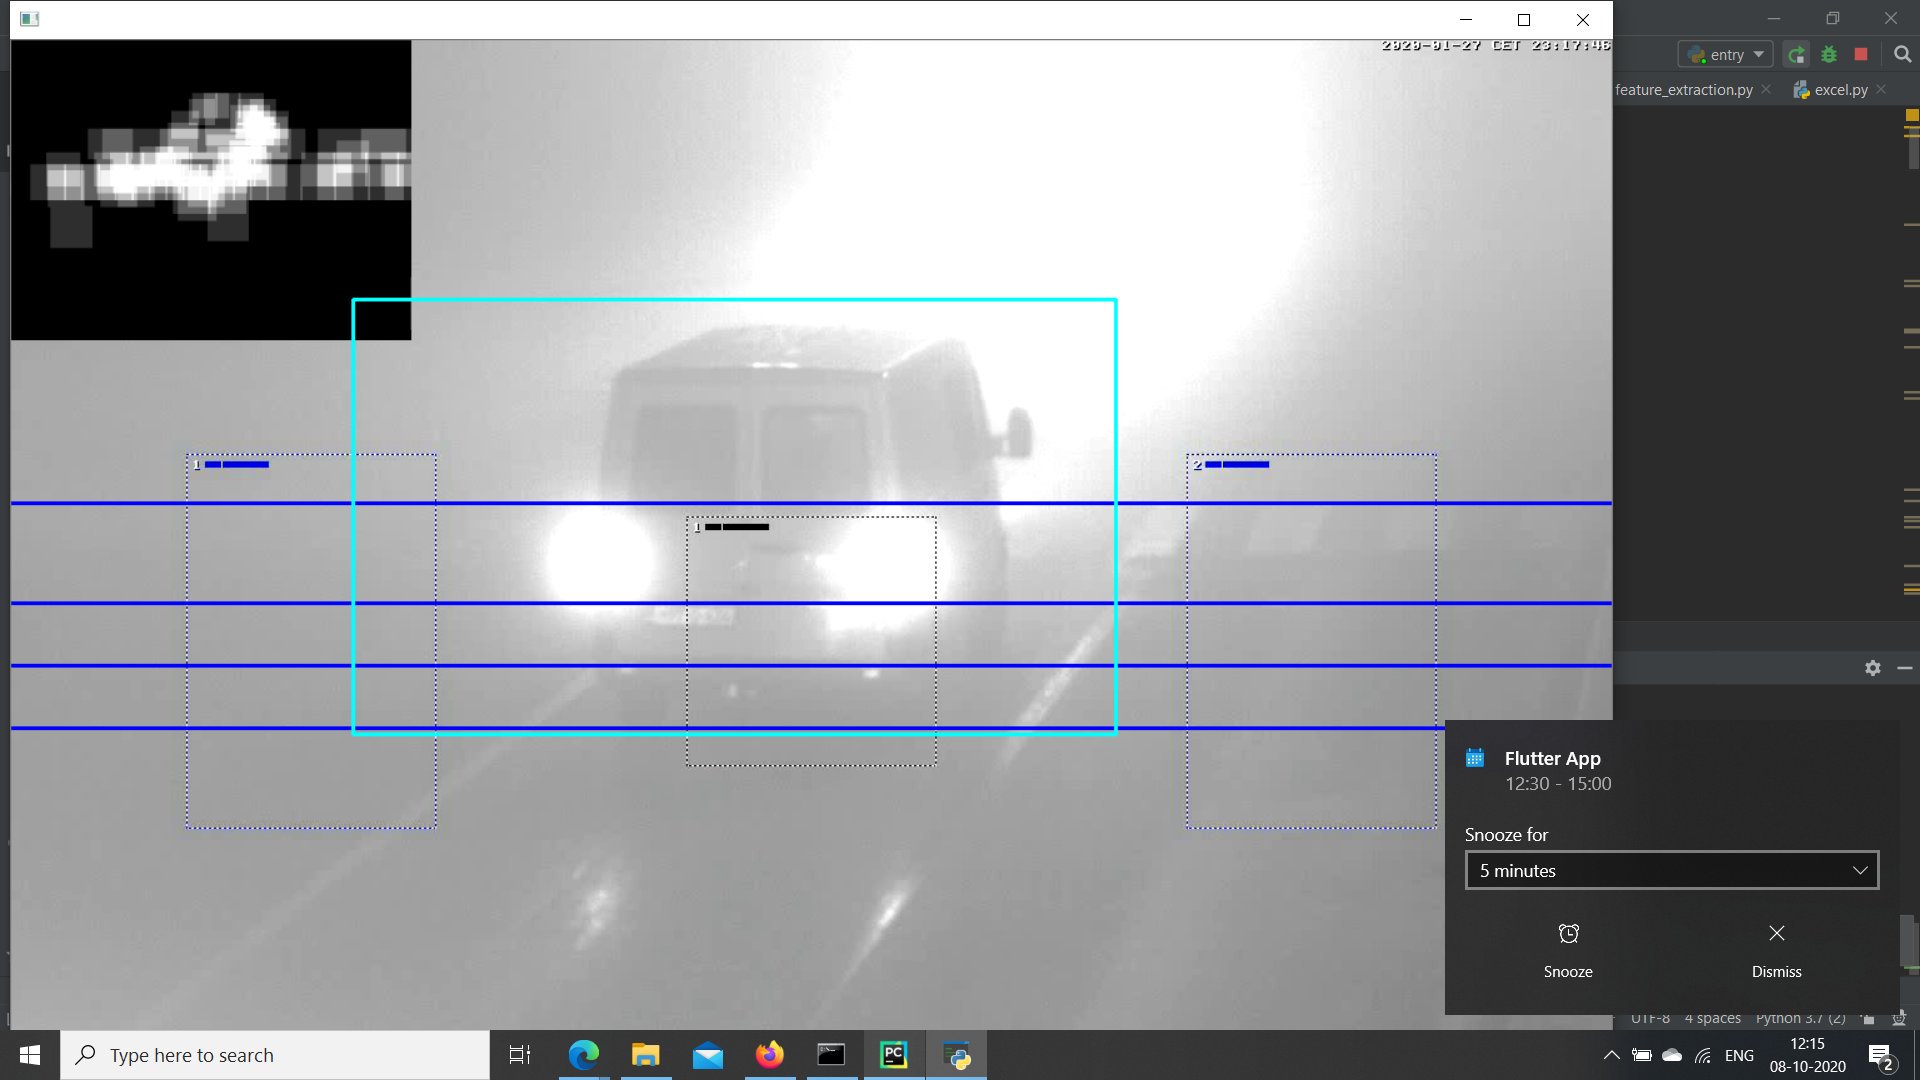 2020-01-27 CET 23:17:46
entry
feature_extraction.py
excel.py
1
2
1
Flutter App
12:30 - 15:00
Snooze for
5 minutes
Snooze
Dismiss
UTF-8 4 spaces Python 3.7 (2)
Type here to search
PC
ENG
12:15
08-10-2020
2